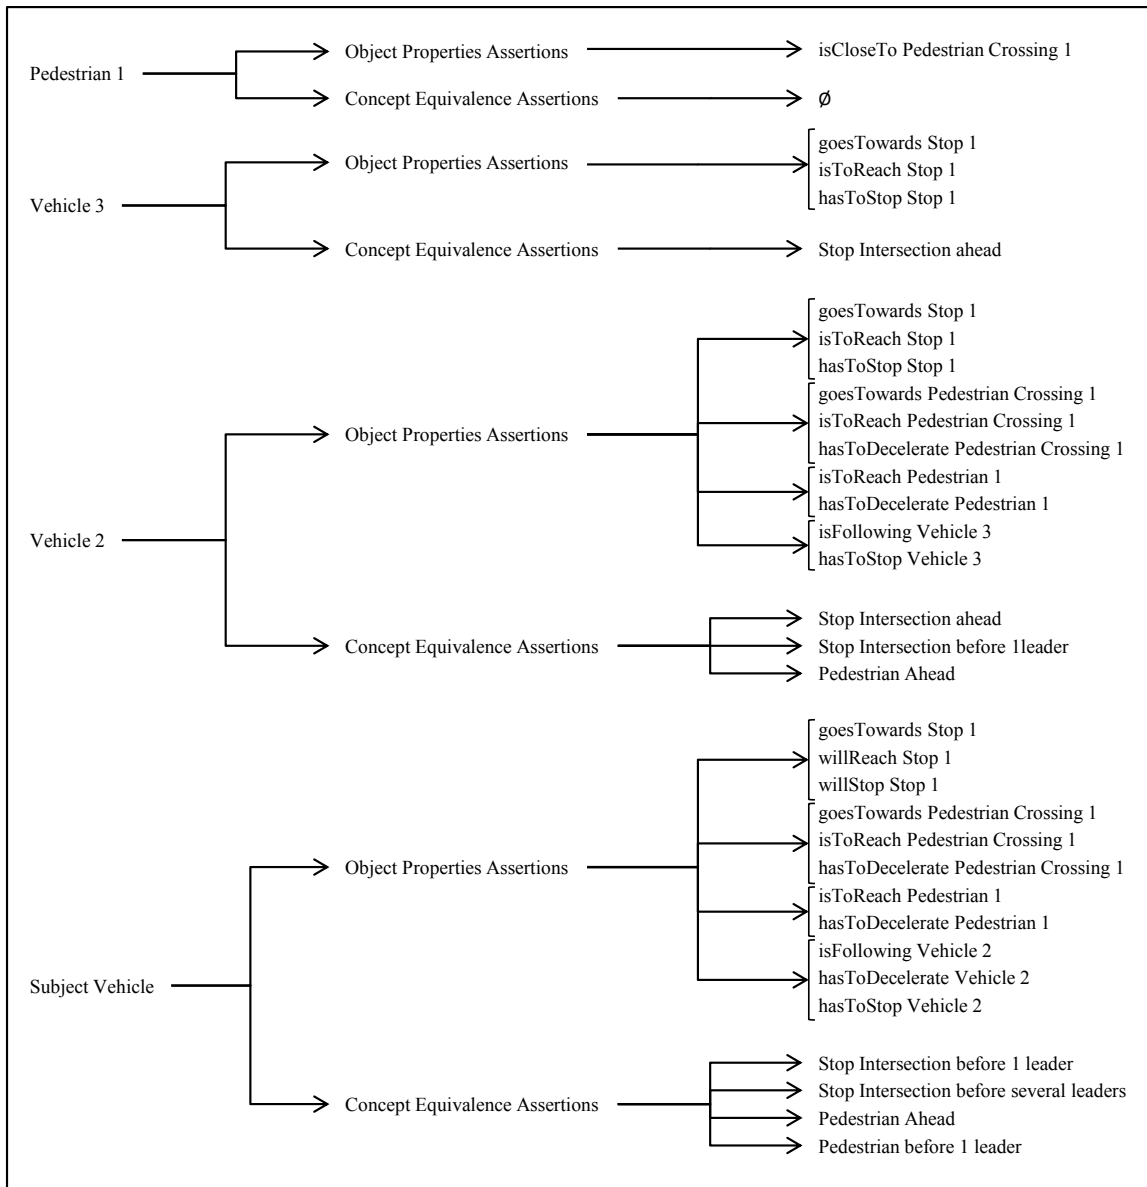 Pedestrian 1
Object Properties Assertions
isCloseTo Pedestrian Crossing 1
Concept Equivalence Assertions
Ø
Vehicle 3
Object Properties Assertions
goesTowards Stop 1
isToReach Stop 1
hasToStop Stop 1
Concept Equivalence Assertions
Stop Intersection ahead
Vehicle 2
Object Properties Assertions
goesTowards Stop 1
isToReach Stop 1
hasToStop Stop 1
goesTowards Pedestrian Crossing 1
isToReach Pedestrian Crossing 1
hasToDecelerate Pedestrian Crossing 1
isToReach Pedestrian 1
hasToDecelerate Pedestrian 1
isFollowing Vehicle 3
hasToStop Vehicle 3
Concept Equivalence Assertions
Stop Intersection ahead
Stop Intersection before 1leader
Pedestrian Ahead
Subject Vehicle
Object Properties Assertions
goesTowards Stop 1
willReach Stop 1
willStop Stop 1
goesTowards Pedestrian Crossing 1
isToReach Pedestrian Crossing 1
hasToDecelerate Pedestrian Crossing 1
isToReach Pedestrian 1
hasToDecelerate Pedestrian 1
isFollowing Vehicle 2
hasToDecelerate Vehicle 2
hasToStop Vehicle 2
Concept Equivalence Assertions
Stop Intersection before 1 leader
Stop Intersection before several leaders
Pedestrian Ahead
Pedestrian before 1 leader